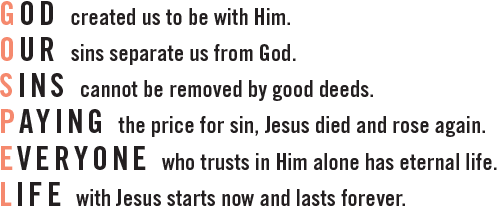 GOD created us to be with Him.
OUR sins separate us from God.
SINS cannot be removed by good deeds.
PAYING the price for sin, Jesus died and rose again.
EVERYONE who trusts in Him alone has eternal life.
LIFE with Jesus starts now and lasts forever.